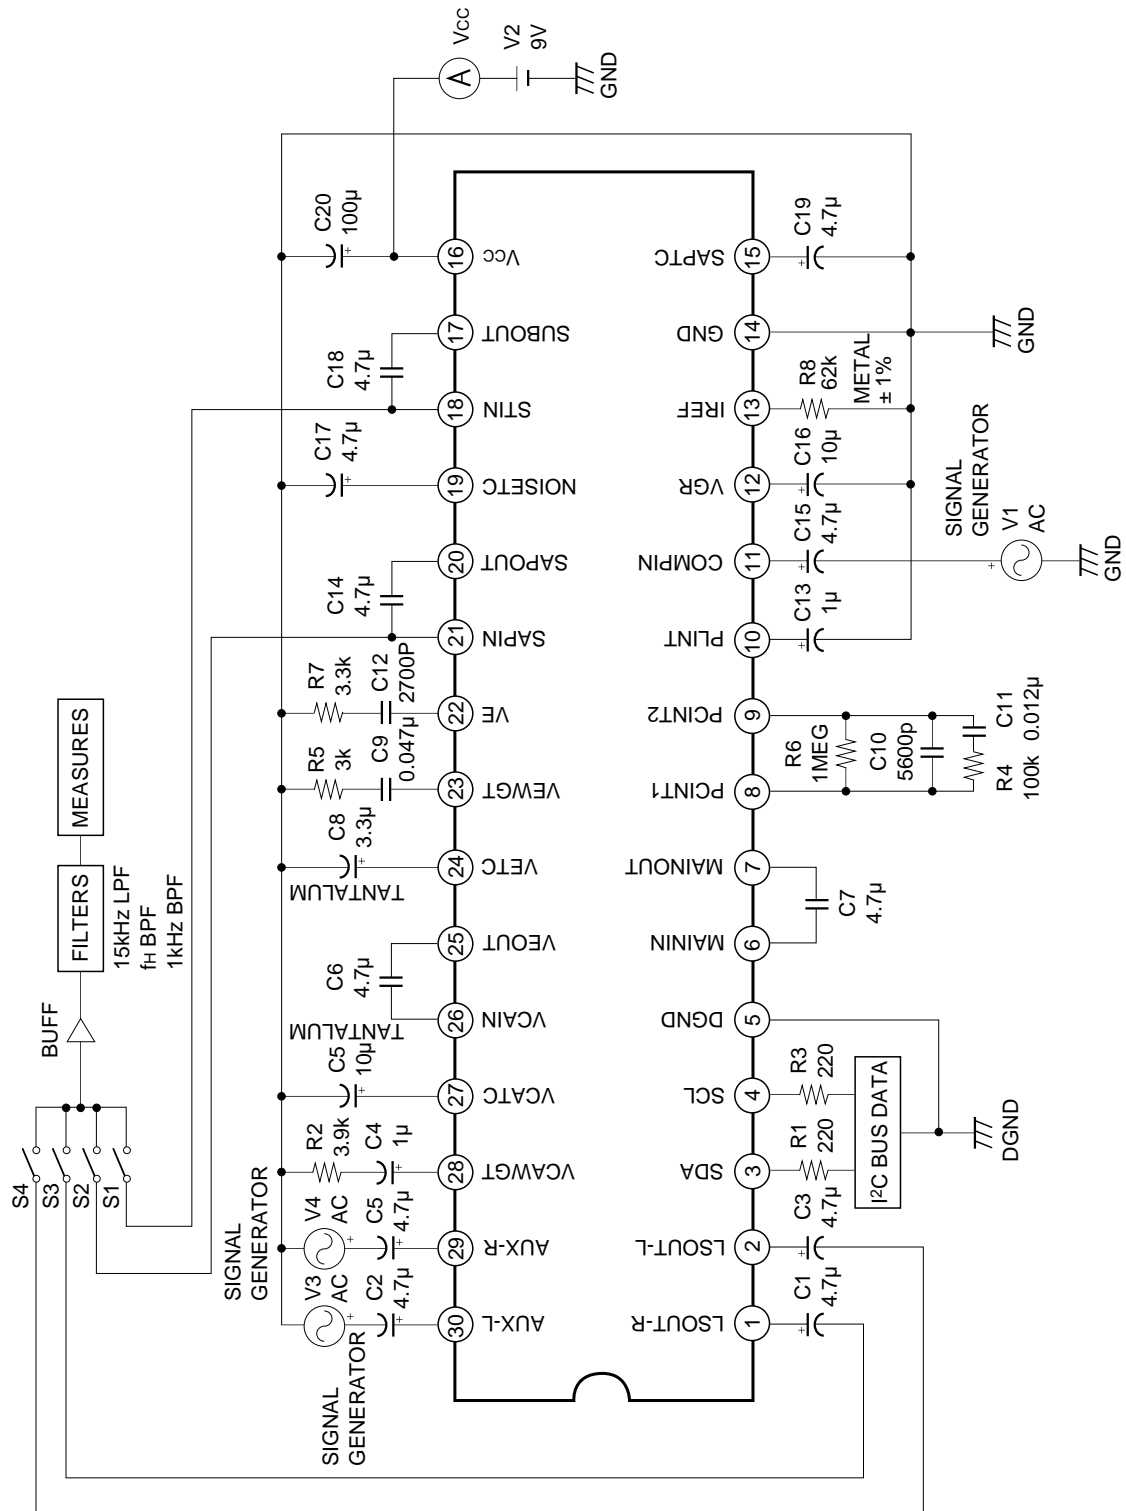 S4
S3
S2
S1
BUFF
FILTERS
MEASURES
15kHz LPF
fH BPF
1kHz BPF
A
Vcc
V2
9V
GND
SIGNAL
GENERATOR
V3
AC
C2
4.7μ
SIGNAL
GENERATOR
V4
AC
C5
4.7μ
R2
3.9k
C4
1μ
C5
10μ
TANTALUM
C6
4.7μ
TANTALUM
C8
3.3μ
R5
3k
C9
0.047μ
R7
3.3k
C12
2700P
C14
4.7μ
C17
4.7μ
C18
4.7μ
C20
100μ
30
29
28
27
26
25
24
23
22
21
20
19
18
17
16
AUX-L
AUX-R
VCAWGT
VCATC
VCAIN
VEOUT
VETC
VEWGT
VE
SAPIN
SAPOUT
NOISETC
STIN
SUBOUT
Vcc
LSOUT-R
LSOUT-L
SDA
SCL
DGND
MAININ
MAINOUT
PCINT1
PCINT2
PLINT
COMPIN
VGR
IREF
GND
SAPTC
1
2
3
4
5
6
7
8
9
10
11
12
13
14
15
C1
4.7μ
C3
4.7μ
R1
220
R3
220
I²C BUS DATA
DGND
C7
4.7μ
R6
1MEG
C10
5600p
R4
100k
C11
0.012μ
C13
1μ
C15
4.7μ
SIGNAL
GENERATOR
V1
AC
GND
C16
10μ
R8
62k
METAL
± 1%
GND
C19
4.7μ